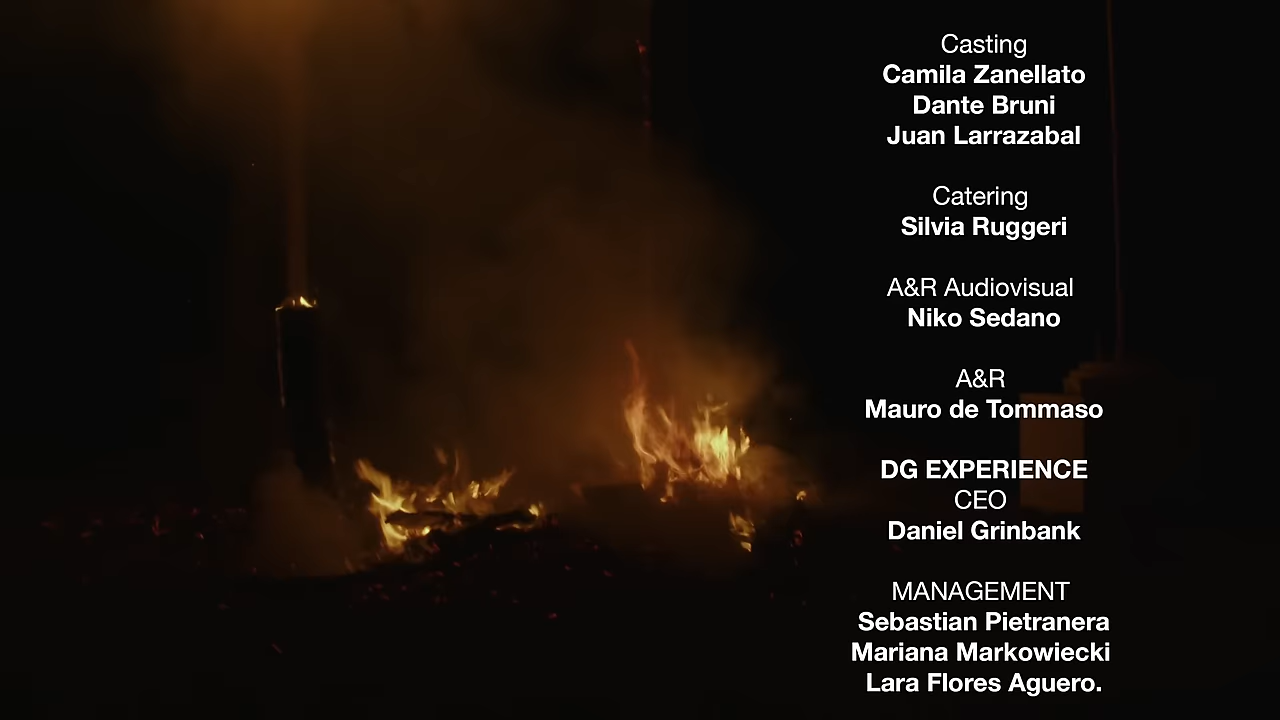 Casting
Camila Zanellato
Dante Bruni
Juan Larrazabal
Catering
Silvia Ruggeri
A&R Audiovisual
Niko Sedano
A&R
Mauro de Tommaso
DG EXPERIENCE
CEO
Daniel Grinbank
MANAGEMENT
Sebastian Pietranera
Mariana Markowiecki
Lara Flores Aguero.